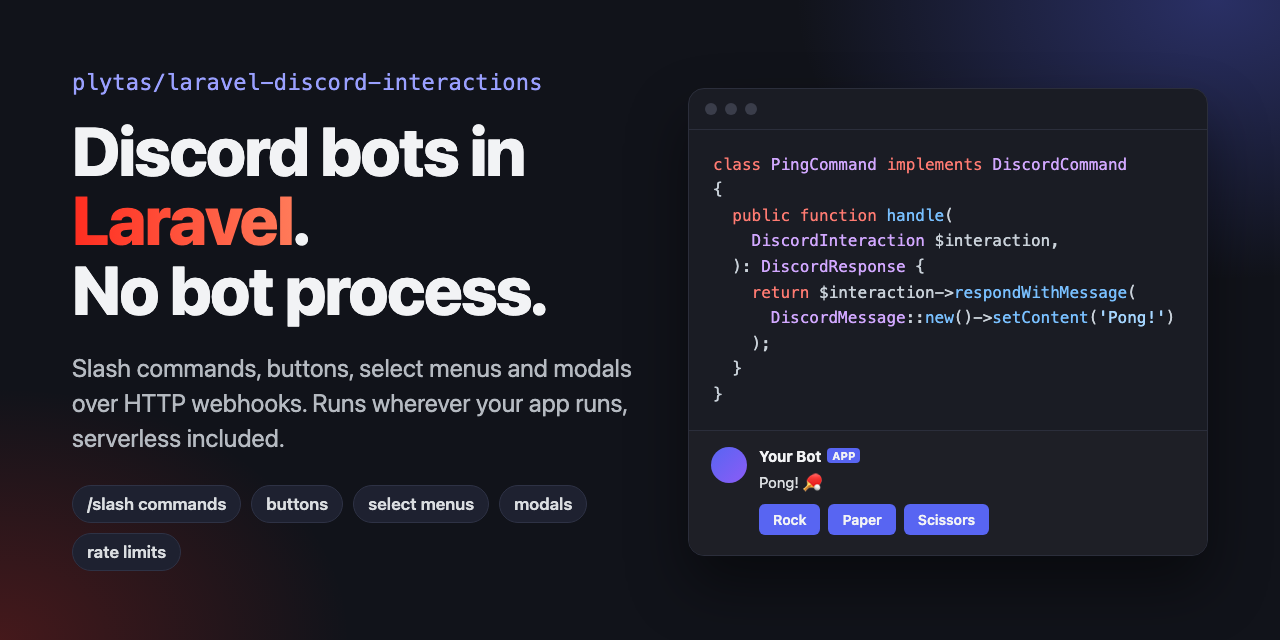 plytas/laravel-discord-interactions
Discord bots in
Laravel.
No bot process.
Slash commands, buttons, select menus and modals
over HTTP webhooks. Runs wherever your app runs,
serverless included.
/slash commands
buttons
select menus
modals
rate limits
class PingCommand implements DiscordCommand
{
  public function handle(
    DiscordInteraction $interaction,
  ): DiscordResponse {
    return $interaction->respondWithMessage(
      DiscordMessage::new()->setContent('Pong!')
    );
  }
}
Your Bot APP
Pong! 🏓
Rock
Paper
Scissors